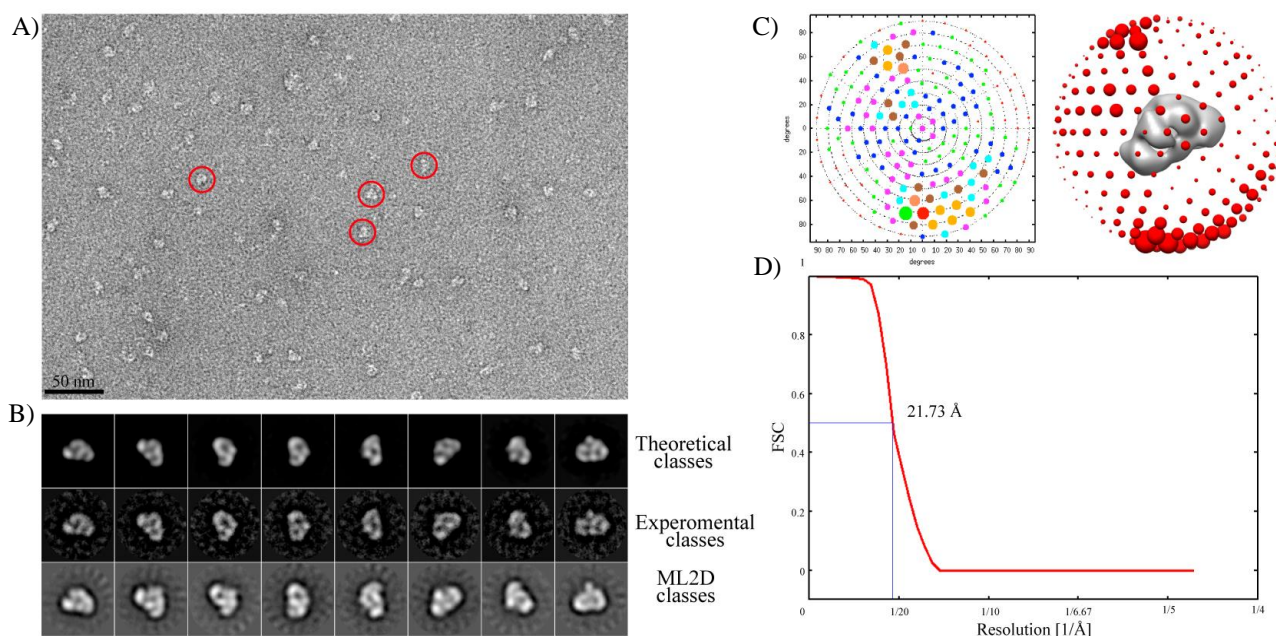 A)
50 nm
B)
Theoretical
classes
Experomental
classes
ML2D
classes
C)
80
60
40
20
0
20
40
60
80
degrees
90 80 70 60 50 40 30 20 10 0 10 20 30 40 50 60 70 80 90
degrees
D)
1
0.8
0.6
0.4
0.2
0
FSC
21.73 Å
0 1/20 1/10 1/6.67 1/5 1/4
Resolution [1/Å]